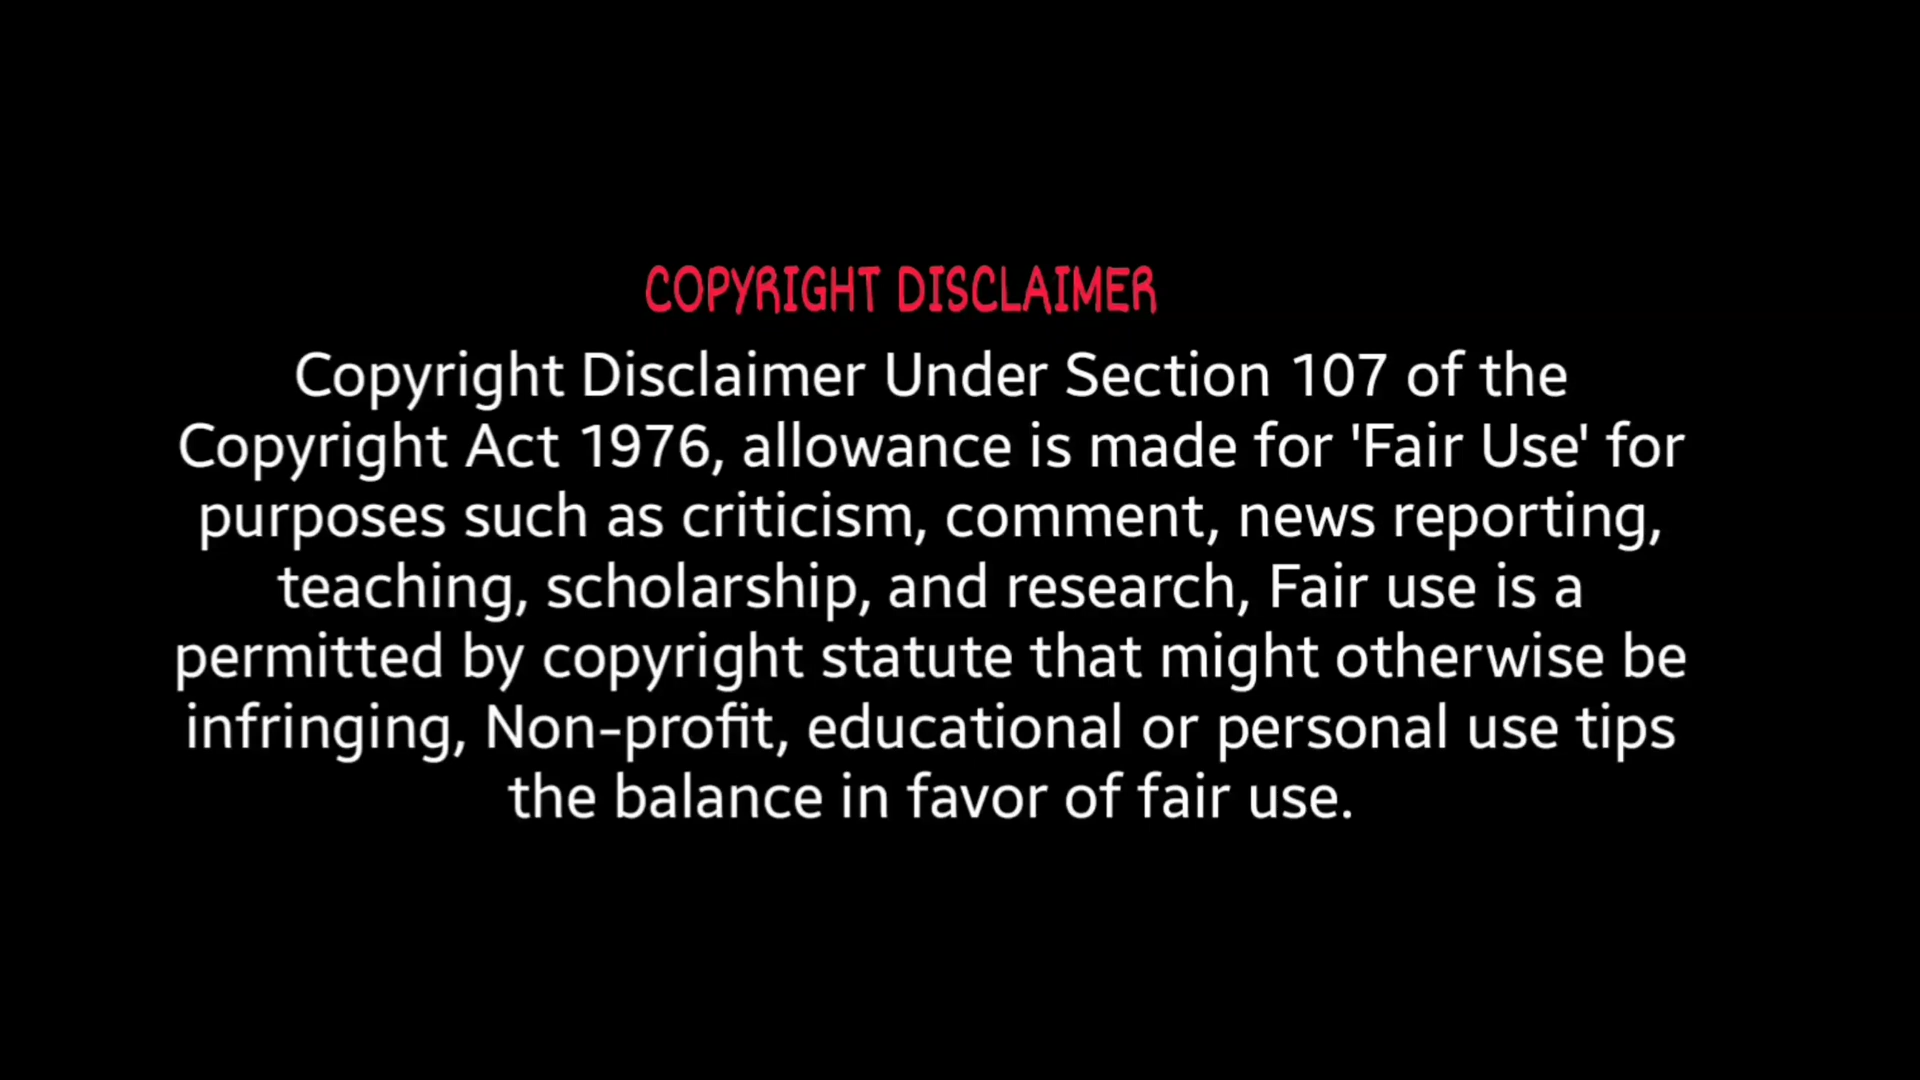 COPYRIGHT DISCLAIMER
Copyright Disclaimer Under Section 107 of the
Copyright Act 1976, allowance is made for 'Fair Use' for
purposes such as criticism, comment, news reporting,
teaching, scholarship, and research, Fair use is a
permitted by copyright statute that might otherwise be
infringing, Non-profit, educational or personal use tips
the balance in favor of fair use.